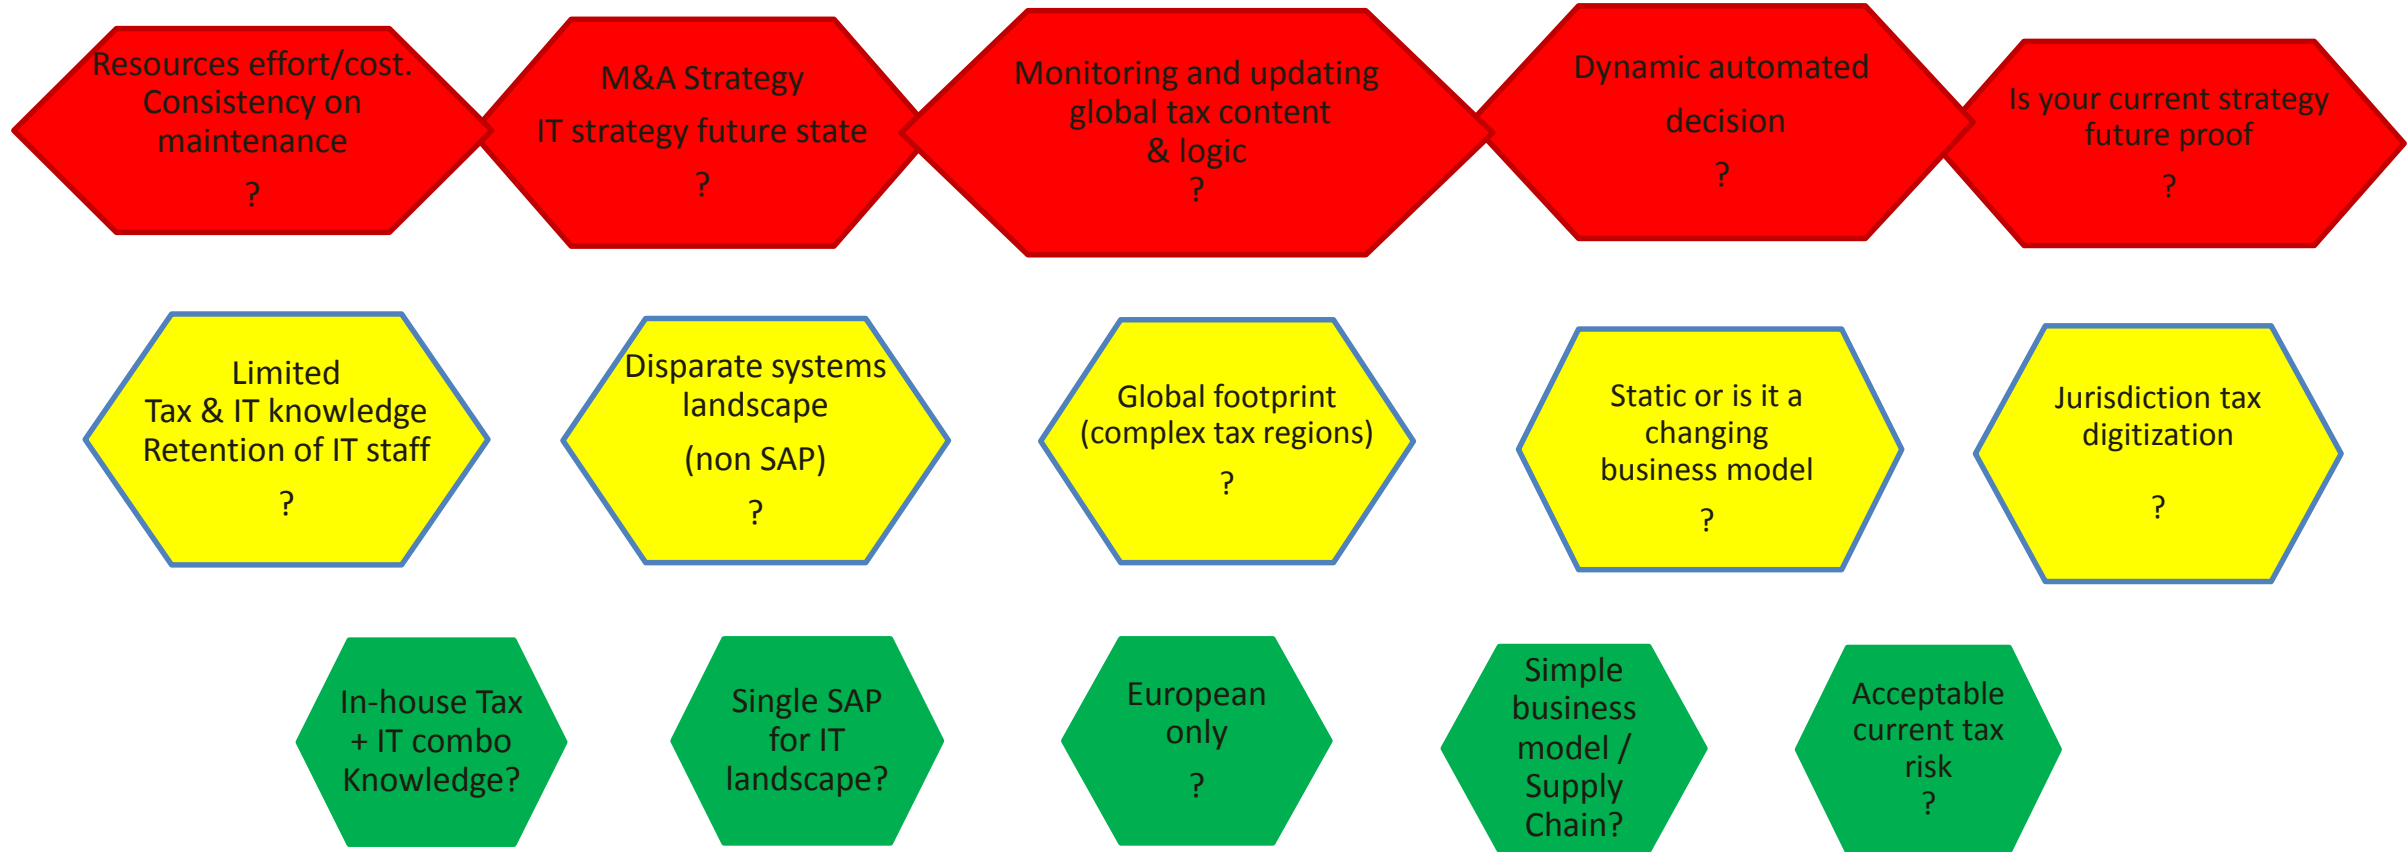 Resources effort/cost.
Consistency on
maintenance
?
M&A Strategy
IT strategy future state
?
Monitoring and updating
global tax content
& logic
?
Dynamic automated
decision
?
Is your current strategy
future proof
?
Limited
Tax & IT knowledge
Retention of IT staff
?
Disparate systems
landscape
(non SAP)
?
Global footprint
(complex tax regions)
?
Static or is it a
changing
business model
?
Jurisdiction tax
digitization
?
In-house Tax
+ IT combo
Knowledge?
Single SAP
for IT
landscape?
European
only
?
Simple
business
model /
Supply
Chain?
Acceptable
current tax
risk
?